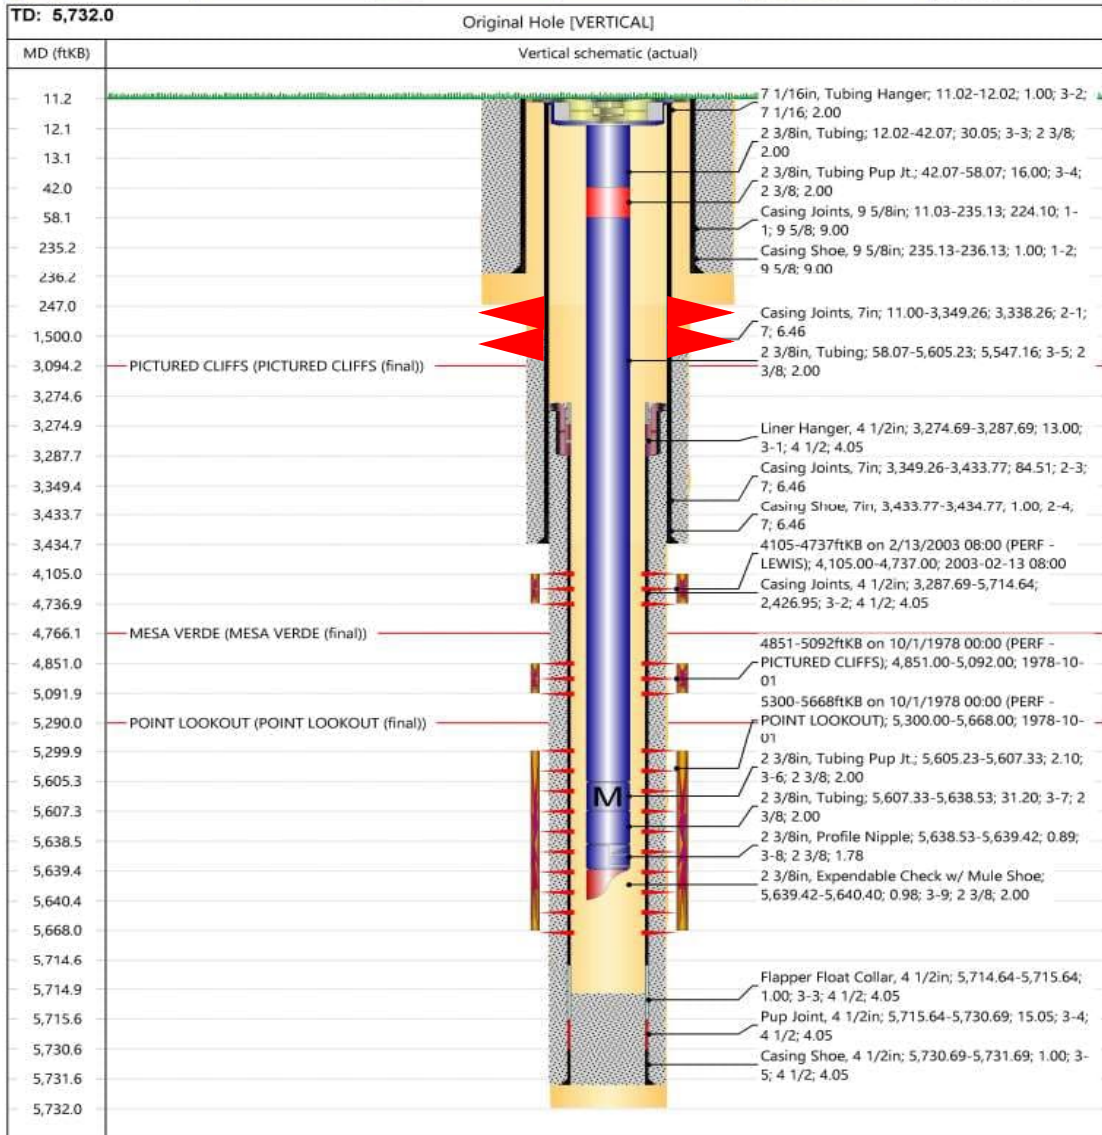 TD: 5,732.0
Original Hole [VERTICAL]
MD (ftKB)
Vertical schematic (actual)
11.2
12.1
13.1
42.0
58.1
235.2
236.2
247.0
1,500.0
3,094.2
3,274.6
3,274.9
3,287.7
3,349.4
3,433.7
3,434.7
4,105.0
4,736.9
4,766.1
4,851.0
5,091.9
5,290.0
5,299.9
5,605.3
5,607.3
5,638.5
5,639.4
5,640.4
5,668.0
5,714.6
5,714.9
5,715.6
5,730.6
5,731.6
5,732.0
PICTURED CLIFFS (PICTURED CLIFFS (final))
MESA VERDE (MESA VERDE (final))
POINT LOOKOUT (POINT LOOKOUT (final))
M
7 1/16in, Tubing Hanger; 11.02-12.02; 1.00; 3-2;
7 1/16; 2.00
2 3/8in, Tubing; 12.02-42.07; 30.05; 3-3; 2 3/8;
2.00
2 3/8in, Tubing Pup Jt.; 42.07-58.07; 16.00; 3-4;
2 3/8; 2.00
Casing Joints, 9 5/8in; 11.03-235.13; 224.10; 1-
1; 9 5/8; 9.00
Casing Shoe, 9 5/8in; 235.13-236.13; 1.00; 1-2;
9 5/8; 9.00
Casing Joints, 7in; 11.00-3,349.26; 3,338.26; 2-1;
7; 6.46
2 3/8in, Tubing; 58.07-5,605.23; 5,547.16; 3-5; 2
3/8; 2.00
Liner Hanger, 4 1/2in; 3,274.69-3,287.69; 13.00;
3-1; 4 1/2; 4.05
Casing Joints, 7in; 3,349.26-3,433.77; 84.51; 2-3;
7; 6.46
Casing Shoe, 7in; 3,433.77-3,434.77; 1.00; 2-4;
7; 6.46
4105-4737ftKB on 2/13/2003 08:00 (PERF -
LEWIS); 4,105.00-4,737.00; 2003-02-13 08:00
Casing Joints, 4 1/2in; 3,287.69-5,714.64;
2,426.95; 3-2; 4 1/2; 4.05
4851-5092ftKB on 10/1/1978 00:00 (PERF -
PICTURED CLIFFS); 4,851.00-5,092.00; 1978-10-
01
5300-5668ftKB on 10/1/1978 00:00 (PERF -
POINT LOOKOUT); 5,300.00-5,668.00; 1978-10-
01
2 3/8in, Tubing Pup Jt.; 5,605.23-5,607.33; 2.10;
3-6; 2 3/8; 2.00
2 3/8in, Tubing; 5,607.33-5,638.53; 31.20; 3-7; 2
3/8; 2.00
2 3/8in, Profile Nipple; 5,638.53-5,639.42; 0.89;
3-8; 2 3/8; 1.78
2 3/8in, Expendable Check w/ Mule Shoe;
5,639.42-5,640.40; 0.98; 3-9; 2 3/8; 2.00
Flapper Float Collar, 4 1/2in; 5,714.64-5,715.64;
1.00; 3-3; 4 1/2; 4.05
Pup Joint, 4 1/2in; 5,715.64-5,730.69; 15.05; 3-4;
4 1/2; 4.05
Casing Shoe, 4 1/2in; 5,730.69-5,731.69; 1.00; 3-
5; 4 1/2; 4.05